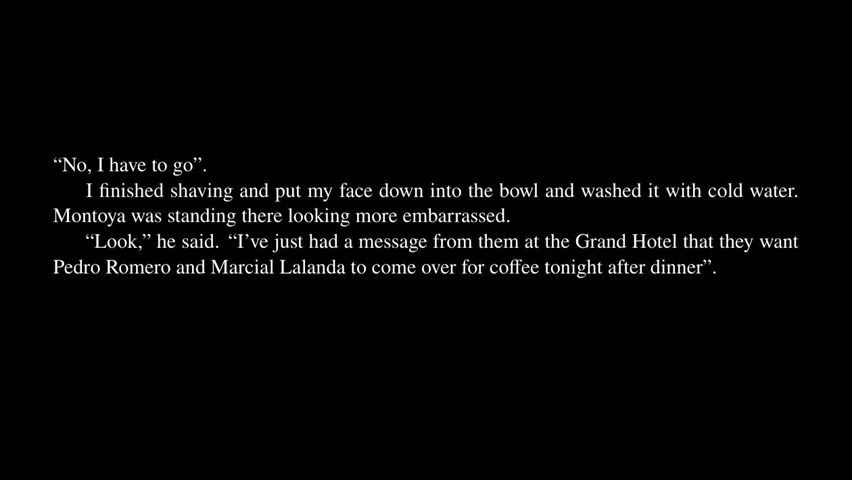 “No, I have to go”.
I finished shaving and put my face down into the bowl and washed it with cold water.
Montoya was standing there looking more embarrassed.
“Look,” he said. “I’ve just had a message from them at the Grand Hotel that they want
Pedro Romero and Marcial Lalanda to come over for coffee tonight after dinner”.